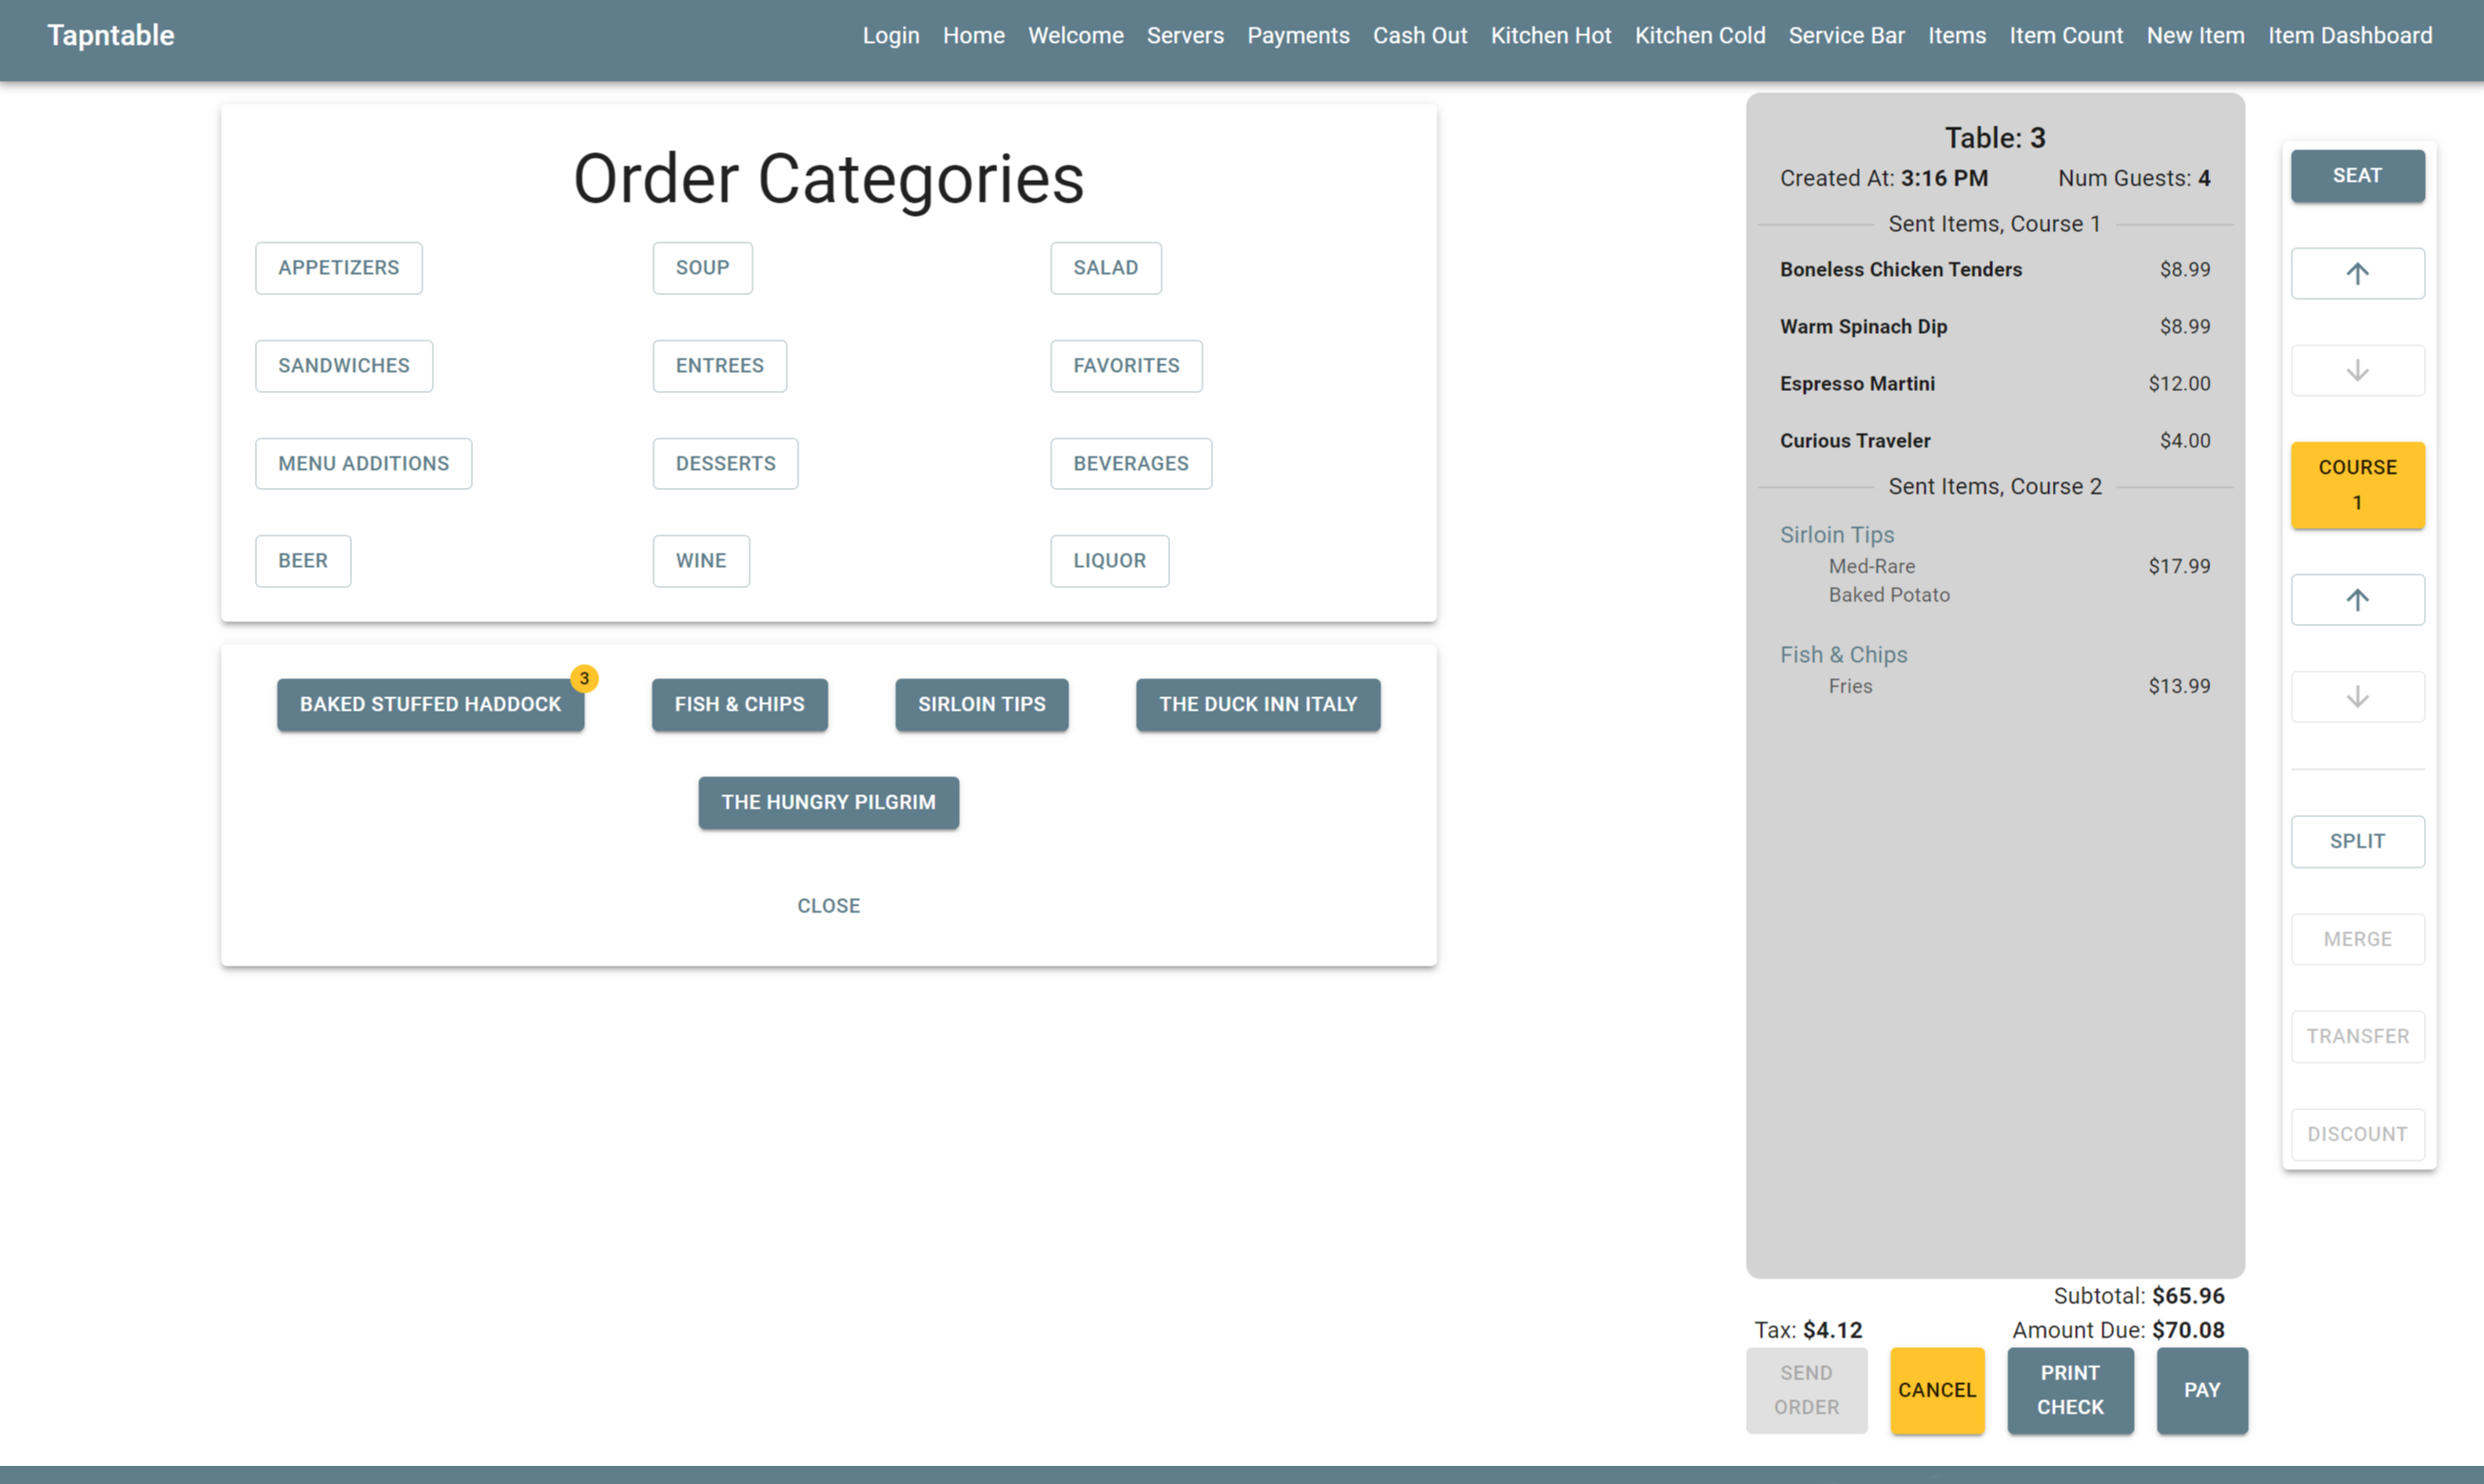 Tapntable
Login Home Welcome Servers Payments Cash Out Kitchen Hot Kitchen Cold Service Bar Items Item Count New Item Item Dashboard
Order Categories
APPETIZERS SOUP SALAD
SANDWICHES ENTREES FAVORITES
MENU ADDITIONS DESSERTS BEVERAGES
BEER WINE LIQUOR
3
BAKED STUFFED HADDOCK FISH & CHIPS SIRLOIN TIPS THE DUCK INN ITALY
THE HUNGRY PILGRIM
CLOSE
Table: 3
Created At: 3:16 PM Num Guests: 4
Sent Items, Course 1
Boneless Chicken Tenders $8.99
Warm Spinach Dip $8.99
Espresso Martini $12.00
Curious Traveler $4.00
Sent Items, Course 2
Sirloin Tips
Med-Rare $17.99
Baked Potato
Fish & Chips
Fries $13.99
Subtotal: $65.96
Tax: $4.12 Amount Due: $70.08
SEND
ORDER
CANCEL
PRINT
CHECK
PAY
SEAT
COURSE
1
SPLIT
MERGE
TRANSFER
DISCOUNT